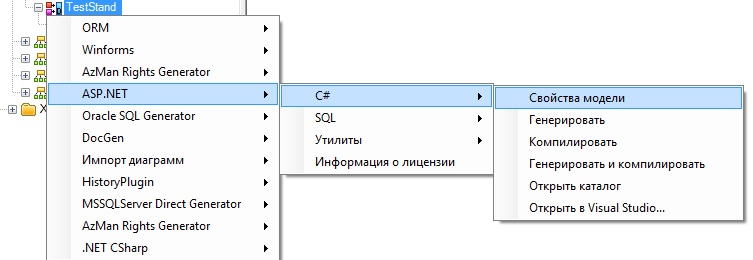 TestStand
ORM
Winforms
AzMan Rights Generator
ASP.NET
Oracle SQL Generator
DocGen
Импорт диаграмм
HistoryPlugin
MSSQLServer Direct Generator
AzMan Rights Generator
.NET CSharp
X
C#
SQL
Утилиты
Информация о лицензии
Свойства модели
Генерировать
Компилировать
Генерировать и компилировать
Открыть каталог
Открыть в Visual Studio...